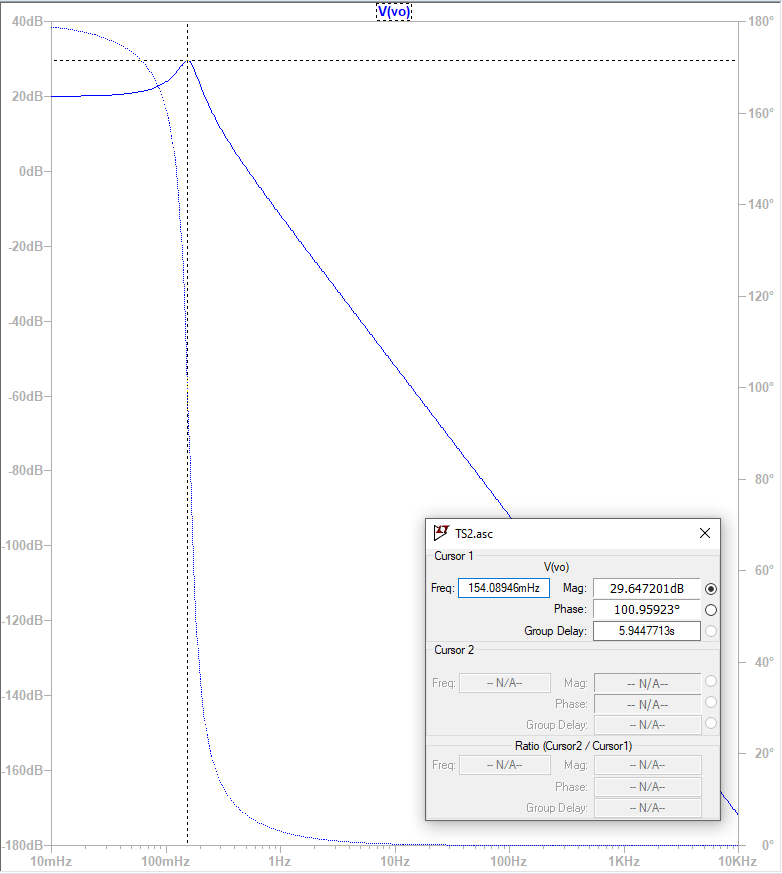 V(vo)
40dB
20dB
0dB
-20dB
-40dB
-60dB
-80dB
-100dB
-120dB
-140dB
-160dB
-180dB
180°
160°
140°
120°
100°
80°
60°
40°
20°
0°
10mHz 100mHz 1Hz 10Hz 100Hz 1KHz 10KHz
TS2.asc
Cursor 1
V(vo)
Freq: 154.08946mHz Mag: 29.647201dB
Phase: 100.95923°
Group Delay: 5.9447713s
Cursor 2
Freq: -- N/A-- Mag: -- N/A--
Phase: -- N/A--
Group Delay: -- N/A--
Ratio (Cursor2 / Cursor1)
Freq: -- N/A-- Mag: -- N/A--
Phase: -- N/A--
Group Delay: -- N/A--